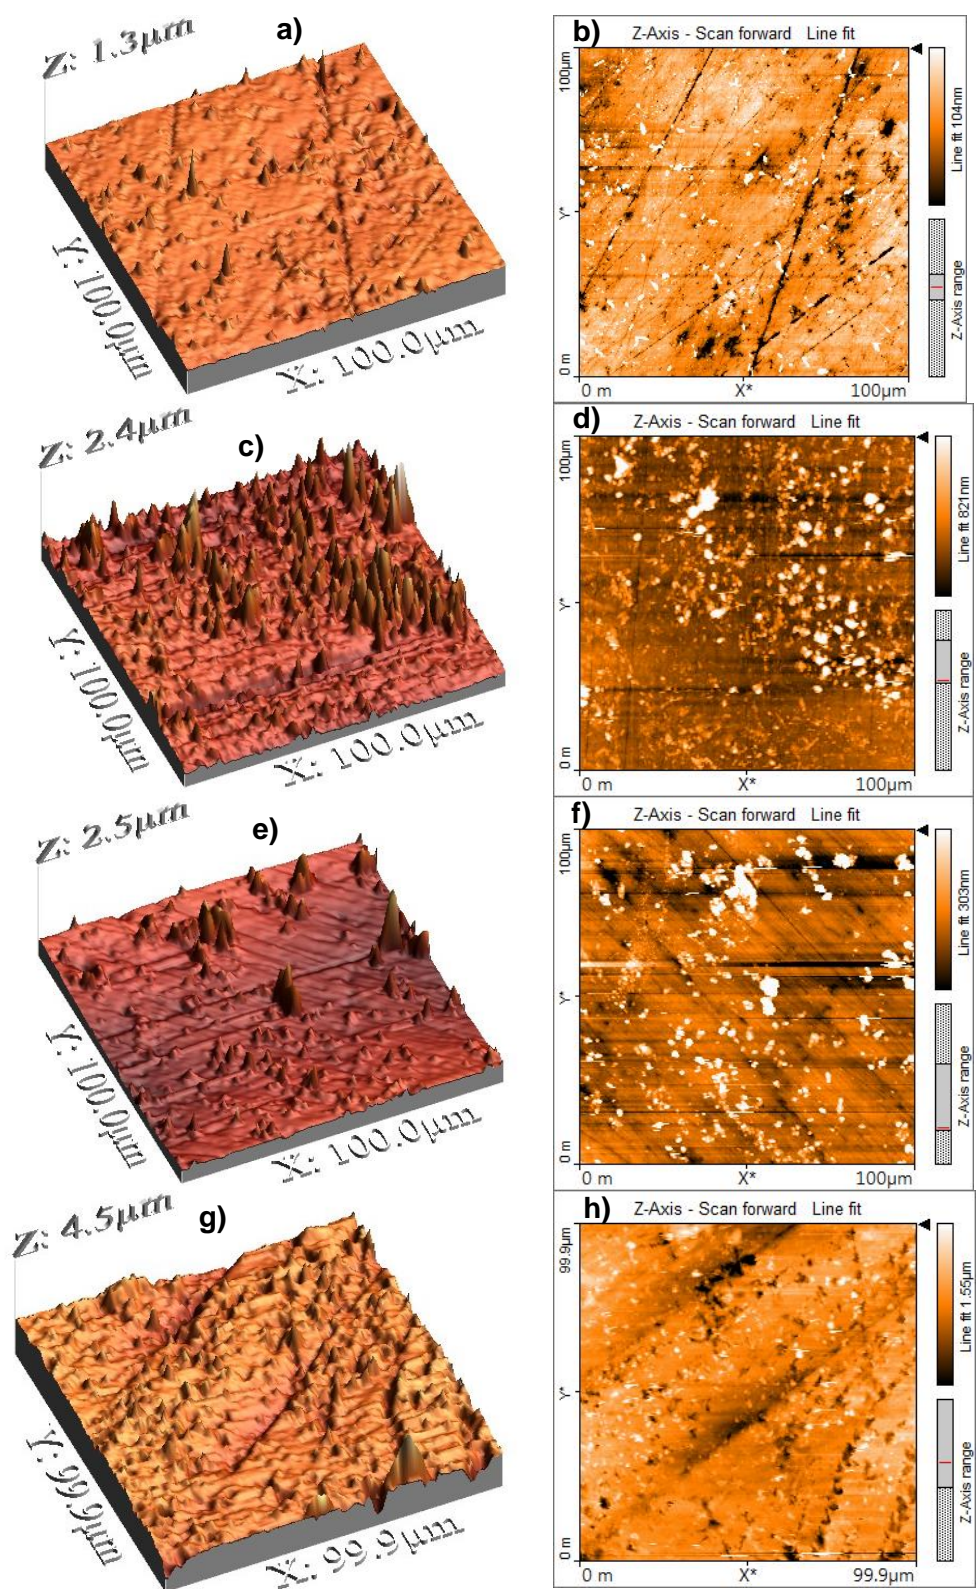 a)
Z: 1.3µm
Y: 100.0µm
X: 100.0µm
b)
Z-Axis - Scan forward Line fit
100µm
Y*
0 m
0 m X* 100µm
Line fit 104nm
Z-Axis range
c)
Z: 2.4µm
Y: 100.0µm
X: 100.0µm
d)
Z-Axis - Scan forward Line fit
100µm
Y*
0 m
0 m X* 100µm
Line fit 821nm
Z-Axis range
e)
Z: 2.5µm
Y: 100.0µm
X: 100.0µm
f)
Z-Axis - Scan forward Line fit
100µm
Y*
0 m
0 m X* 100µm
Line fit 303nm
Z-Axis range
g)
Z: 4.5µm
Y: 99.9µm
X: 99.9µm
h)
Z-Axis - Scan forward Line fit
99.9µm
Y*
0 m
0 m X* 99.9µm
Line fit 1.55µm
Z-Axis range